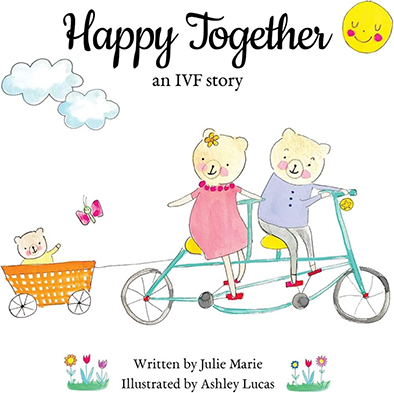 Happy Together
an IVF story
Written by Julie Marie
Illustrated by Ashley Lucas